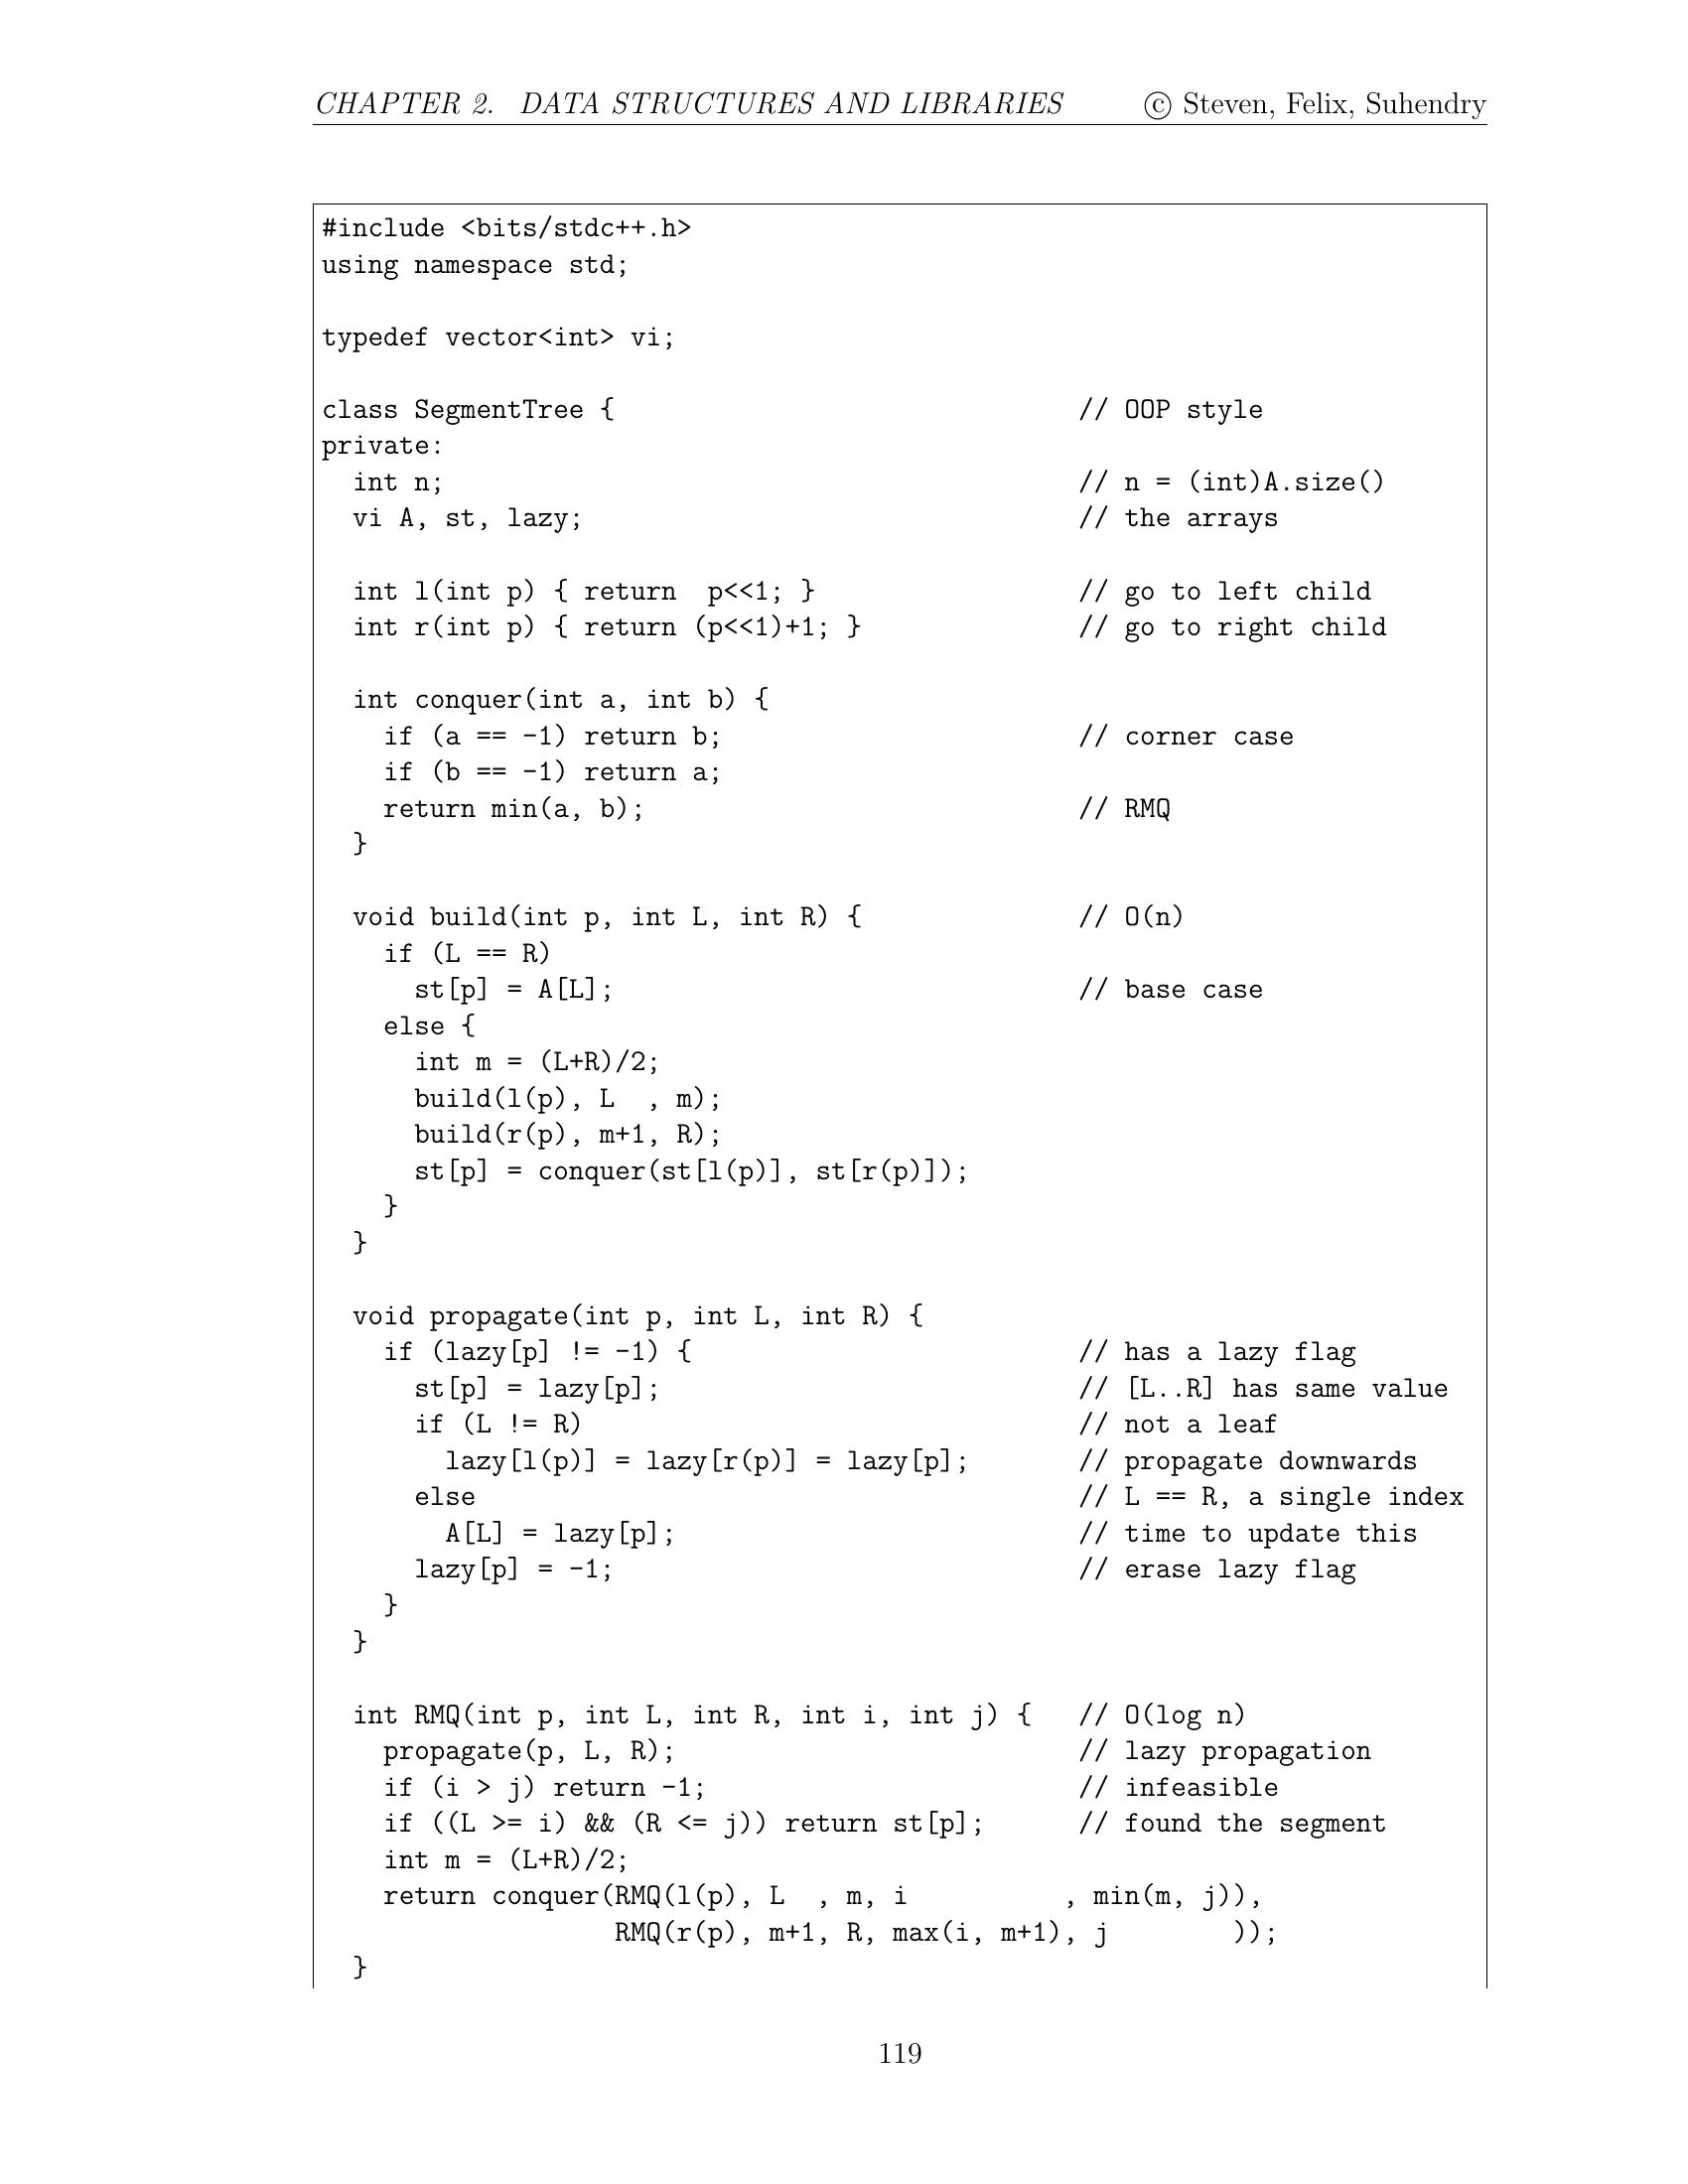 CHAPTER 2. DATA STRUCTURES AND LIBRARIES © Steven, Felix, Suhendry
#include <bits/stdc++.h>
using namespace std;
typedef vector<int> vi;
class SegmentTree { // OOP style
private:
  int n; // n = (int)A.size()
  vi A, st, lazy; // the arrays
  int l(int p) { return  p<<1; } // go to left child
  int r(int p) { return (p<<1)+1; } // go to right child
  int conquer(int a, int b) {
    if (a == -1) return b; // corner case
    if (b == -1) return a;
    return min(a, b); // RMQ
  }
  void build(int p, int L, int R) { // O(n)
    if (L == R)
      st[p] = A[L]; // base case
    else {
      int m = (L+R)/2;
      build(l(p), L  , m);
      build(r(p), m+1, R);
      st[p] = conquer(st[l(p)], st[r(p)]);
    }
  }
  void propagate(int p, int L, int R) {
    if (lazy[p] != -1) { // has a lazy flag
      st[p] = lazy[p]; // [L..R] has same value
      if (L != R) // not a leaf
        lazy[l(p)] = lazy[r(p)] = lazy[p]; // propagate downwards
      else // L == R, a single index
        A[L] = lazy[p]; // time to update this
      lazy[p] = -1; // erase lazy flag
    }
  }
  int RMQ(int p, int L, int R, int i, int j) { // O(log n)
    propagate(p, L, R); // lazy propagation
    if (i > j) return -1; // infeasible
    if ((L >= i) && (R <= j)) return st[p]; // found the segment
    int m = (L+R)/2;
    return conquer(RMQ(l(p), L  , m, i          , min(m, j)),
                   RMQ(r(p), m+1, R, max(i, m+1), j        ));
  }
119